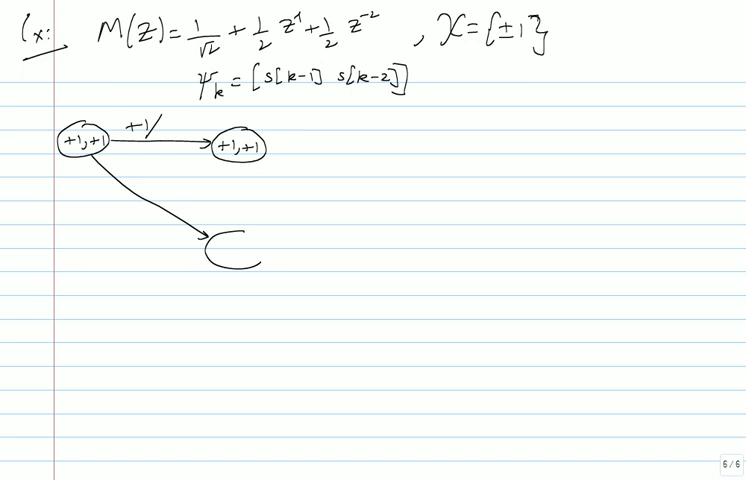 Ex: M(z) = 1/√2 + 1/2 z⁻¹ + 1/2 z⁻², X = {±1}
ψₖ = [s[k-1] s[k-2]]
+1/
+1,+1 +1,+1
6 / 6